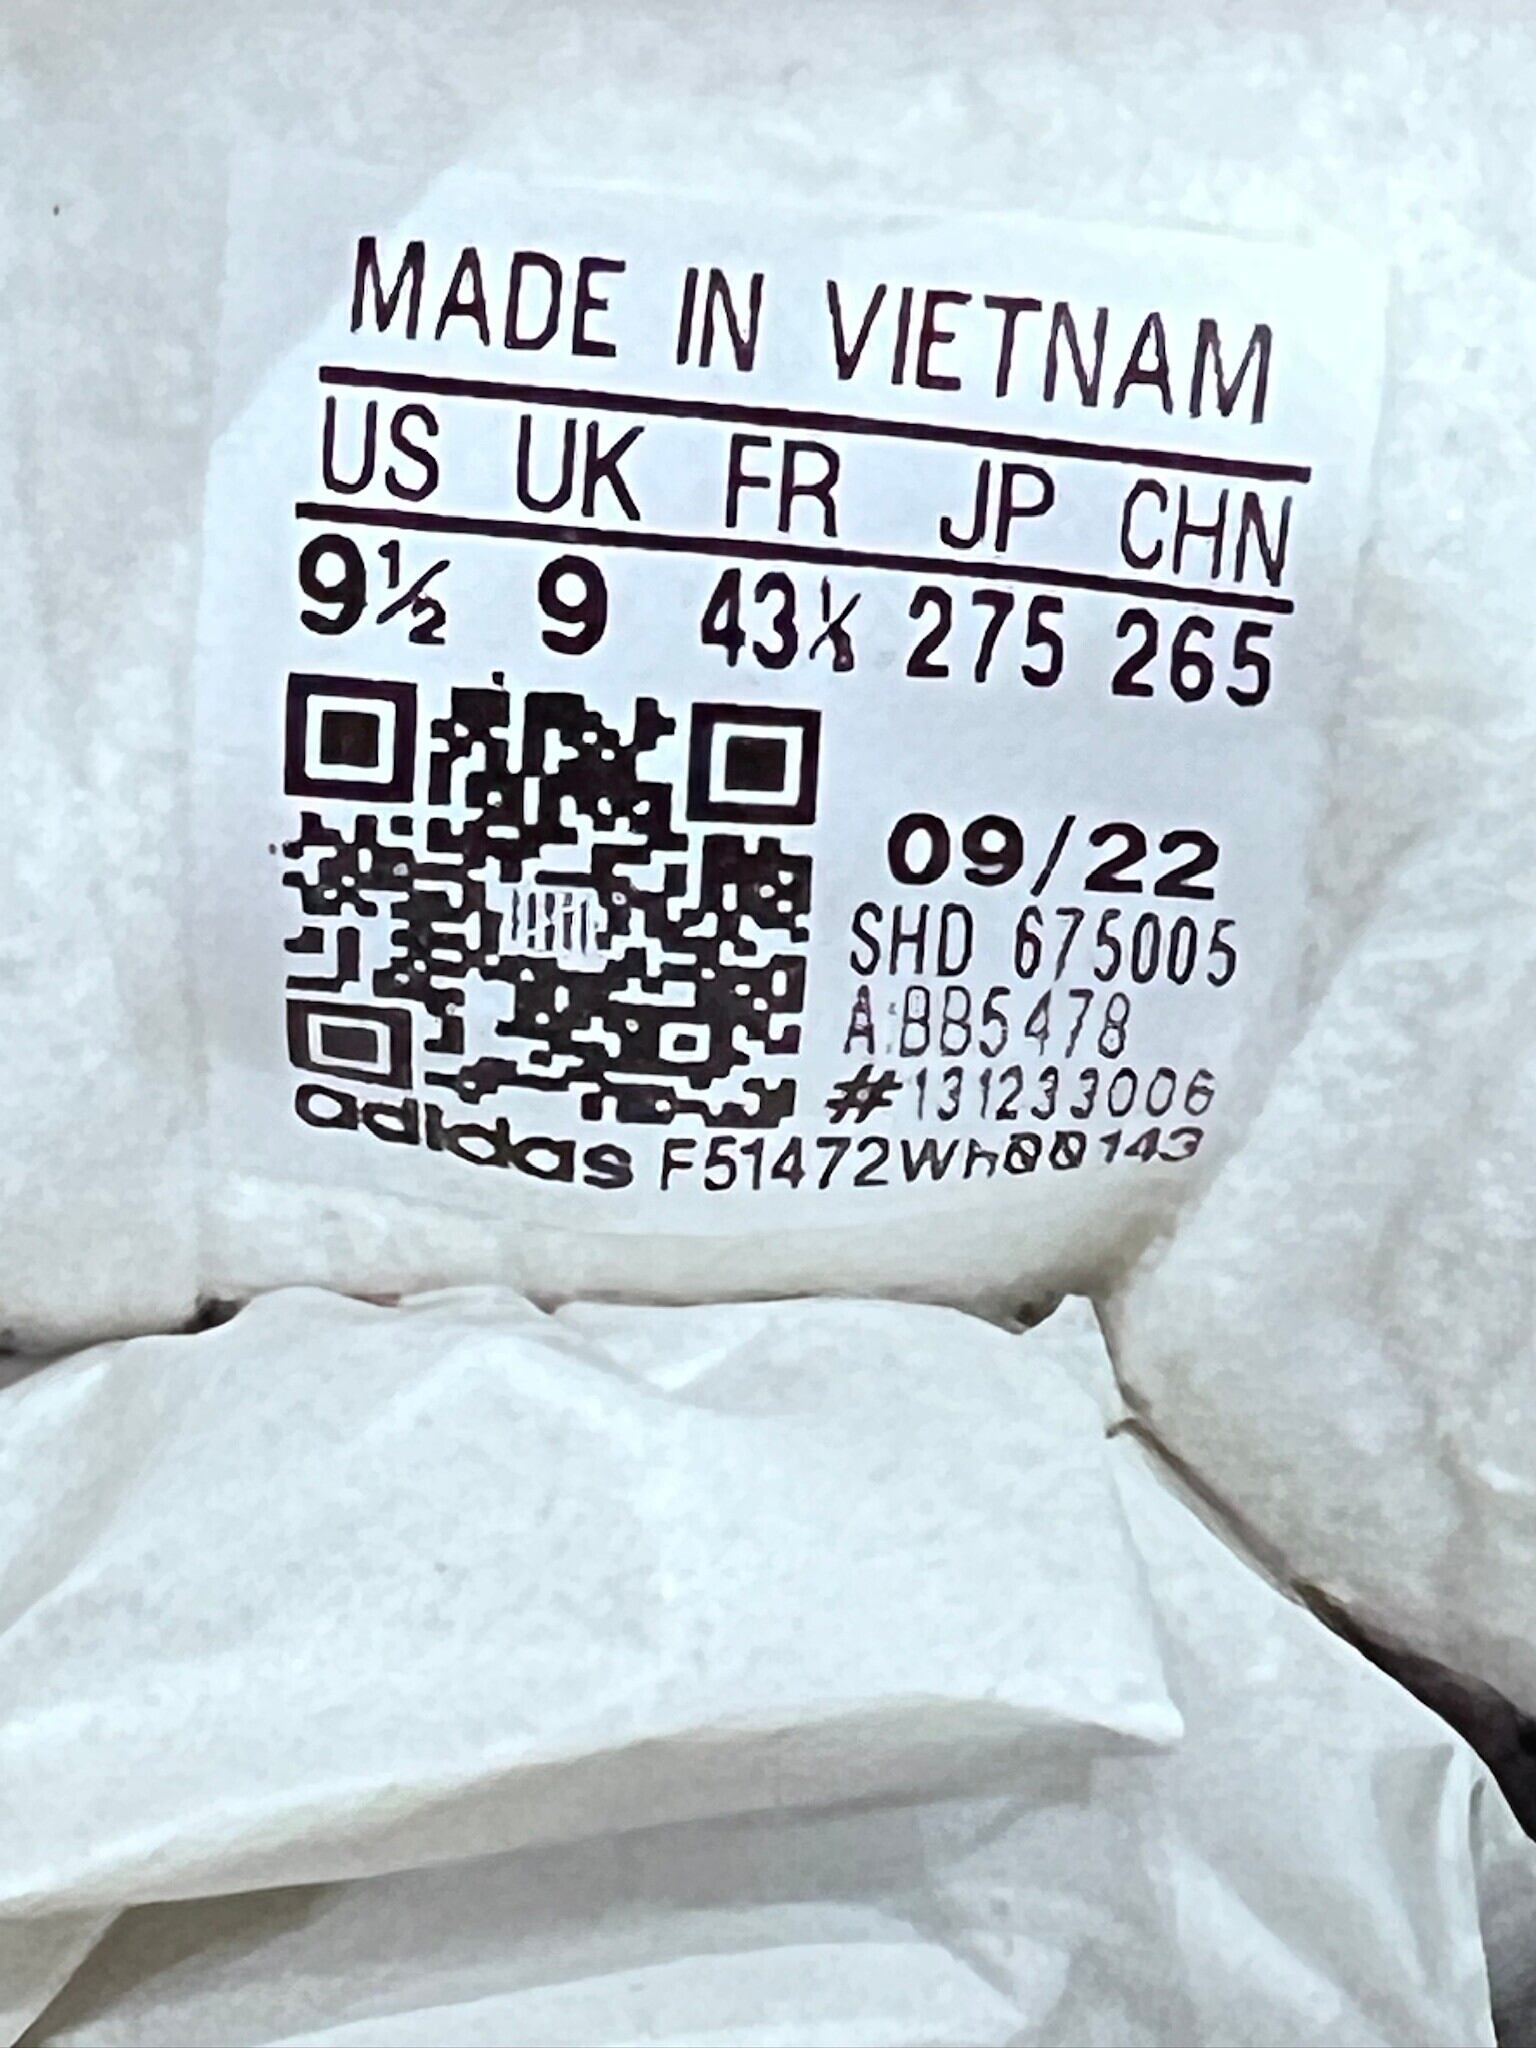 MADE IN VIETNAM
US UK FR JP CHN
9½ 9 43⅓ 275 265
09/22
SHD 675005
A:BB5478
#131233006
adidas F51472Wh00143